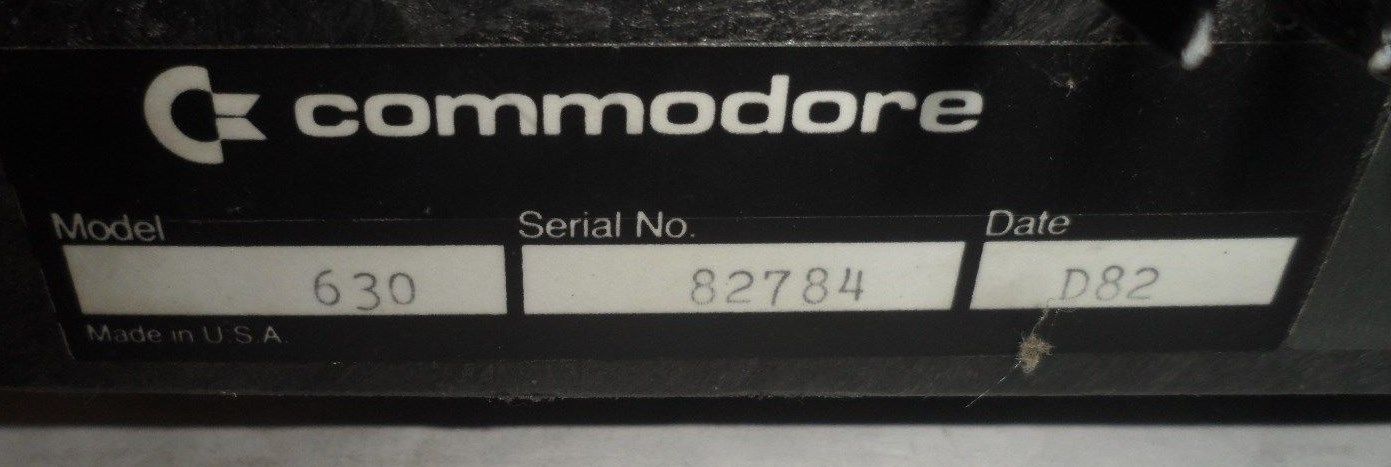 commodore
Model Serial No. Date
630 82784 D82
Made in U.S.A